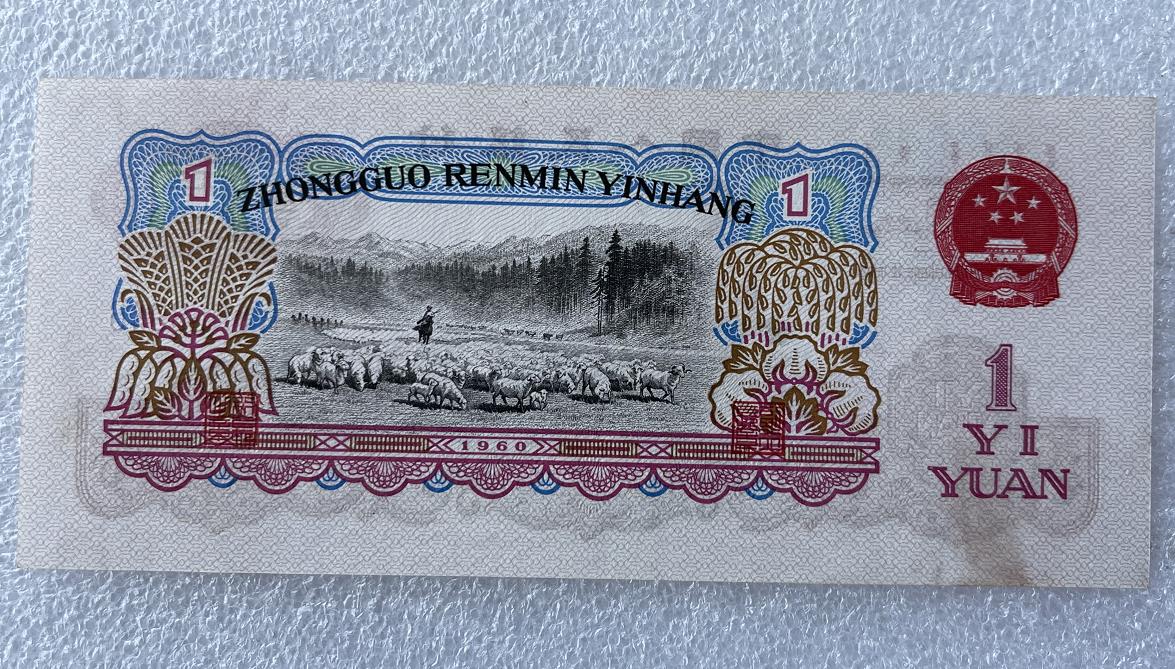 1
ZHONGGUO RENMIN YINHANG
1
1960
1
YI
YUAN